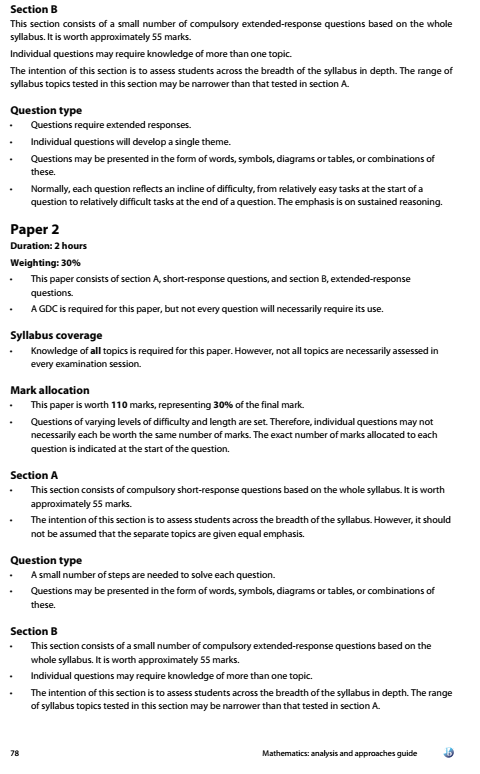 Section B
This section consists of a small number of compulsory extended-response questions based on the whole
syllabus. It is worth approximately 55 marks.
Individual questions may require knowledge of more than one topic.
The intention of this section is to assess students across the breadth of the syllabus in depth. The range of
syllabus topics tested in this section may be narrower than that tested in section A.
Question type
• Questions require extended responses.
• Individual questions will develop a single theme.
• Questions may be presented in the form of words, symbols, diagrams or tables, or combinations of
these.
• Normally, each question reflects an incline of difficulty, from relatively easy tasks at the start of a
question to relatively difficult tasks at the end of a question. The emphasis is on sustained reasoning.
Paper 2
Duration: 2 hours
Weighting: 30%
• This paper consists of section A, short-response questions, and section B, extended-response
questions.
• A GDC is required for this paper, but not every question will necessarily require its use.
Syllabus coverage
• Knowledge of all topics is required for this paper. However, not all topics are necessarily assessed in
every examination session.
Mark allocation
• This paper is worth 110 marks, representing 30% of the final mark.
• Questions of varying levels of difficulty and length are set. Therefore, individual questions may not
necessarily each be worth the same number of marks. The exact number of marks allocated to each
question is indicated at the start of the question.
Section A
• This section consists of compulsory short-response questions based on the whole syllabus. It is worth
approximately 55 marks.
• The intention of this section is to assess students across the breadth of the syllabus. However, it should
not be assumed that the separate topics are given equal emphasis.
Question type
• A small number of steps are needed to solve each question.
• Questions may be presented in the form of words, symbols, diagrams or tables, or combinations of
these.
Section B
• This section consists of a small number of compulsory extended-response questions based on the
whole syllabus. It is worth approximately 55 marks.
• Individual questions may require knowledge of more than one topic.
• The intention of this section is to assess students across the breadth of the syllabus in depth. The range
of syllabus topics tested in this section may be narrower than that tested in section A.
78 Mathematics: analysis and approaches guide